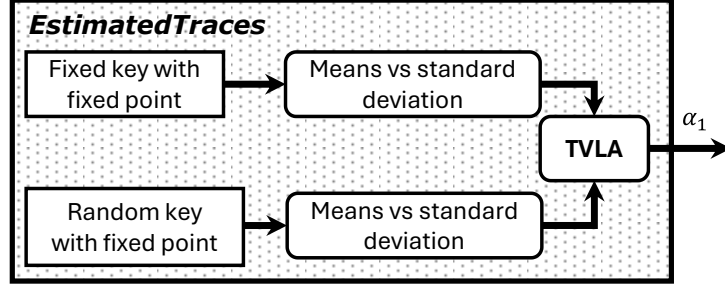 EstimatedTraces
Fixed key with
fixed point
Means vs standard
deviation
TVLA
α₁
Random key
with fixed point
Means vs standard
deviation